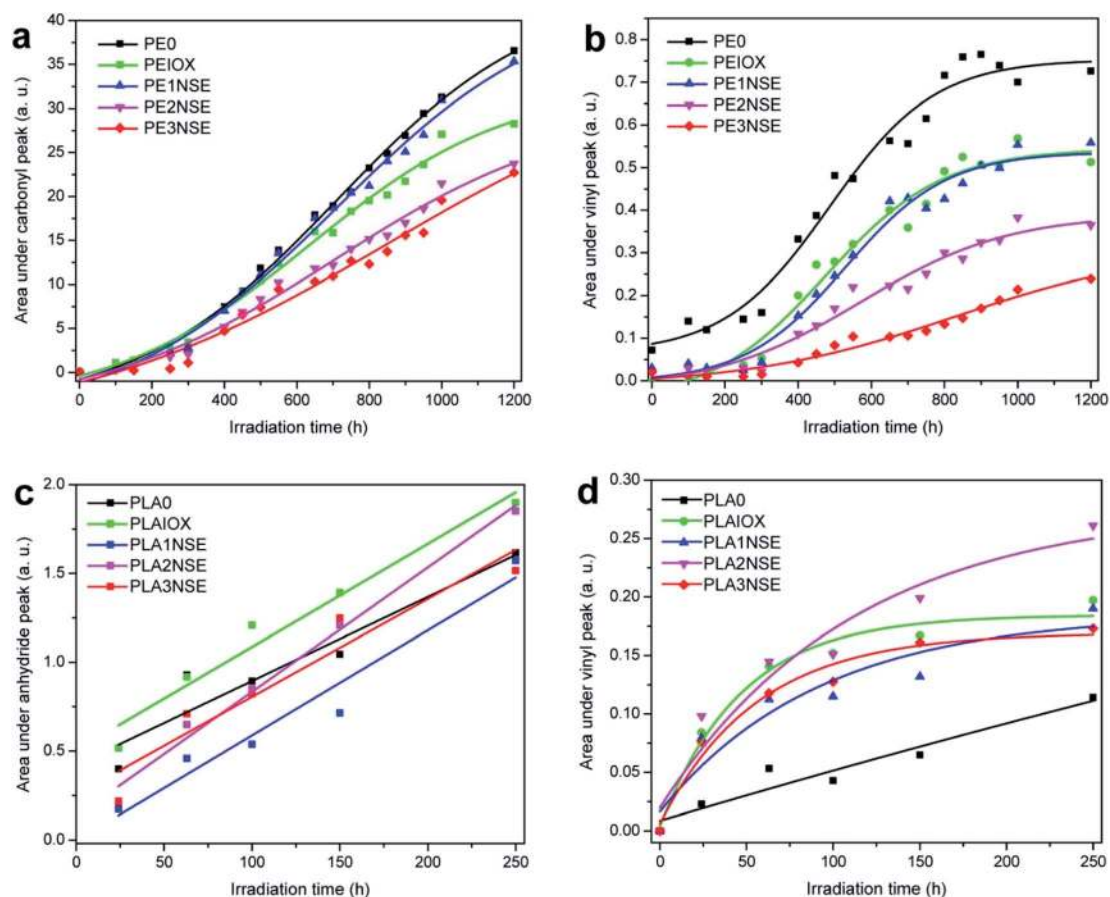 a
PE0
PEIOX
PE1NSE
PE2NSE
PE3NSE
Area under carbonyl peak (a. u.)
40
35
30
25
20
15
10
5
0
0 200 400 600 800 1000 1200
Irradiation time (h)
b
PE0
PEIOX
PE1NSE
PE2NSE
PE3NSE
Area under vinyl peak (a. u.)
0.8
0.7
0.6
0.5
0.4
0.3
0.2
0.1
0.0
0 200 400 600 800 1000 1200
Irradiation time (h)
c
PLA0
PLAIOX
PLA1NSE
PLA2NSE
PLA3NSE
Area under anhydride peak (a. u.)
2.0
1.5
1.0
0.5
0.0
0 50 100 150 200 250
Irradiation time (h)
d
PLA0
PLAIOX
PLA1NSE
PLA2NSE
PLA3NSE
Area under vinyl peak (a. u.)
0.30
0.25
0.20
0.15
0.10
0.05
0.00
0 50 100 150 200 250
Irradiation time (h)